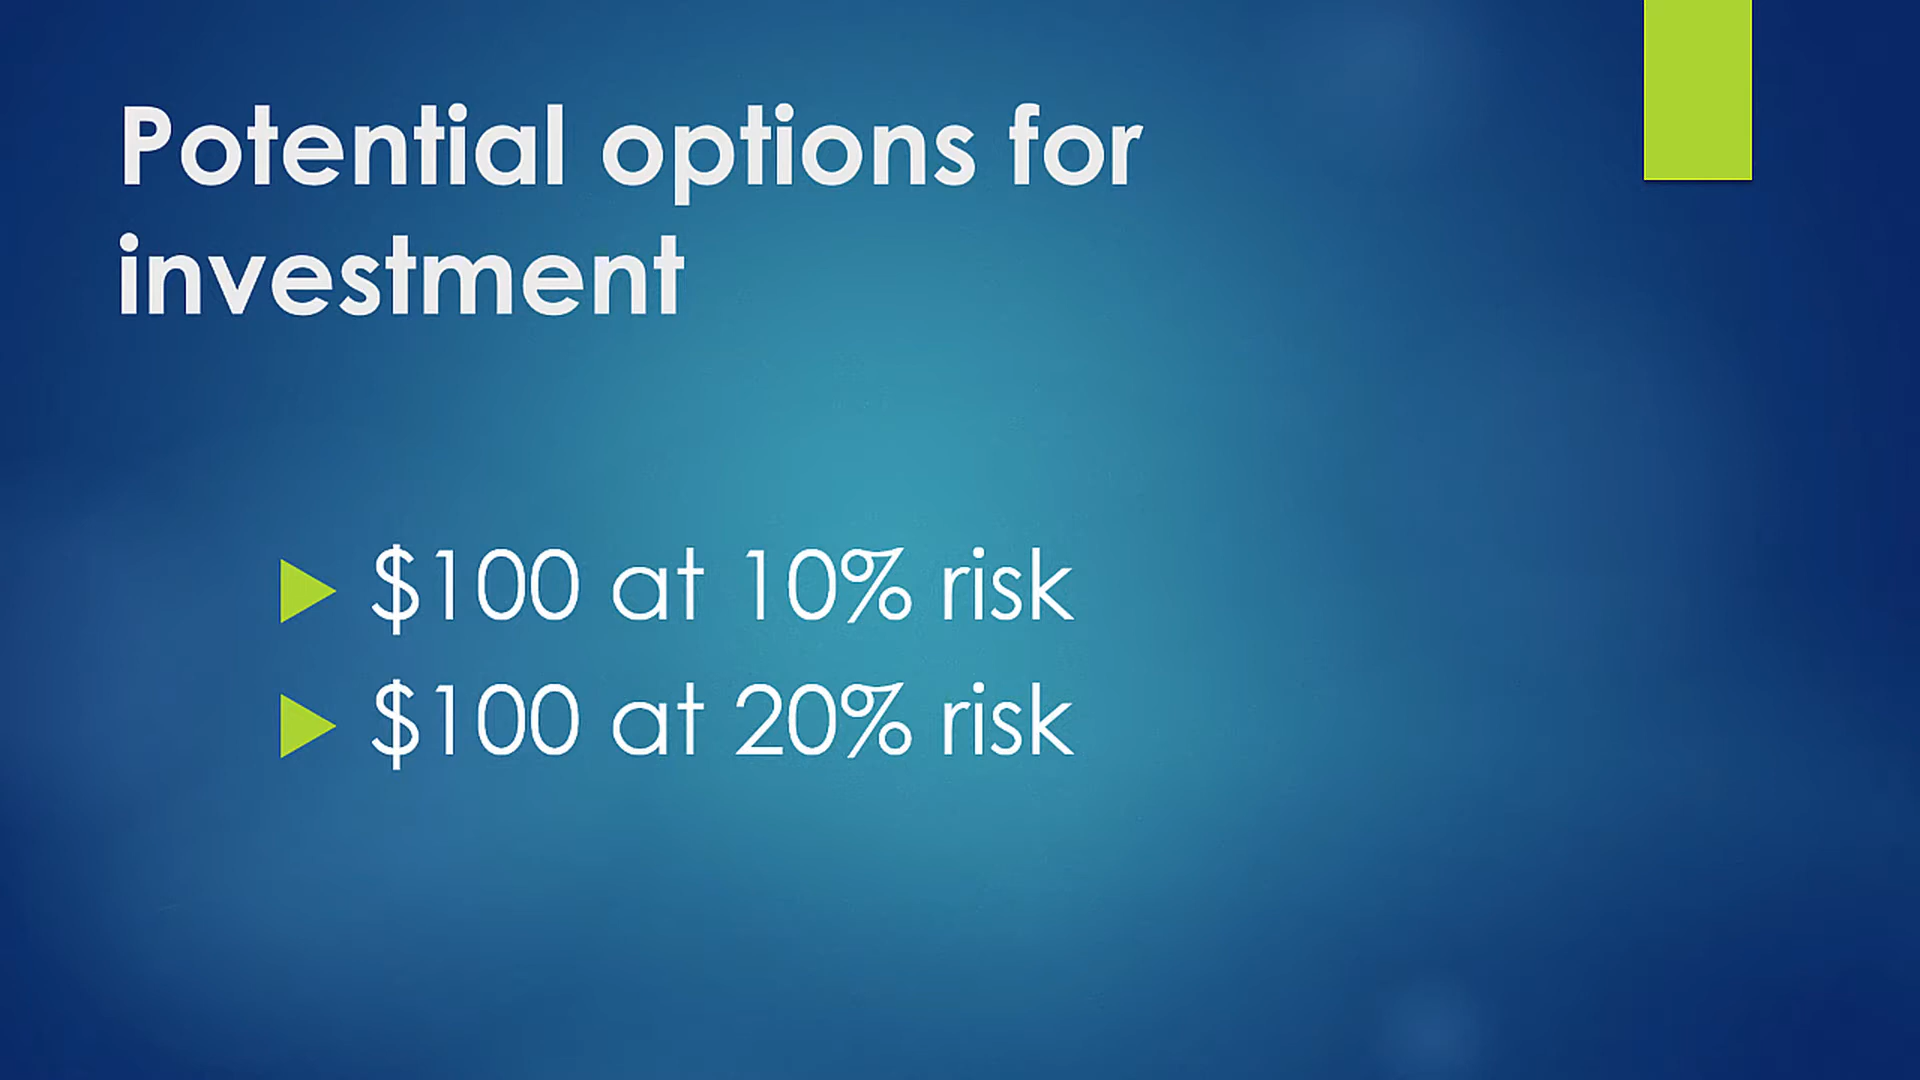 Potential options for
investment
$100 at 10% risk
$100 at 20% risk